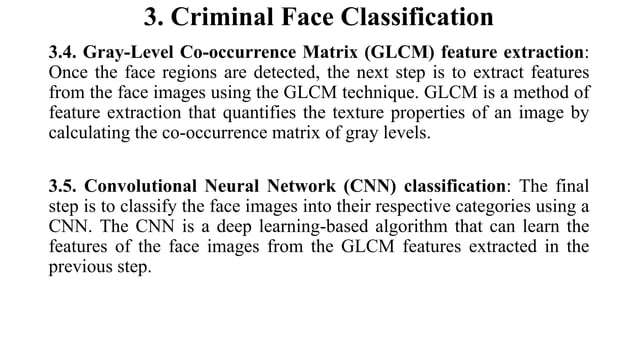 3. Criminal Face Classification
3.4. Gray-Level Co-occurrence Matrix (GLCM) feature extraction:
Once the face regions are detected, the next step is to extract features
from the face images using the GLCM technique. GLCM is a method of
feature extraction that quantifies the texture properties of an image by
calculating the co-occurrence matrix of gray levels.
3.5. Convolutional Neural Network (CNN) classification: The final
step is to classify the face images into their respective categories using a
CNN. The CNN is a deep learning-based algorithm that can learn the
features of the face images from the GLCM features extracted in the
previous step.